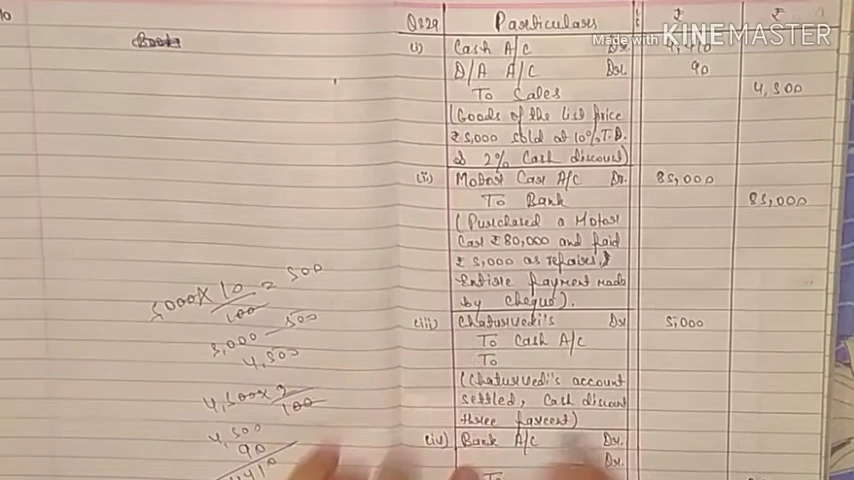 10
Made with KINEMASTER
Q.29 Particulars ₹ ₹
(i) Cash A/c Dr. 4,410
D/A A/C Dr. 90
To Sales 4,500
(Goods of the List price
₹5,000 sold at 10% T.D.
& 2% Cash discount)
(ii) Motor Car A/C Dr. 85,000
To Bank 85,000
(Purchased a Motor
Car ₹80,000 and paid
₹5,000 as repairs,
Entire payment made
by cheque).
(iii) Chaturvedi's Dr 5,000
To Cash A/C
To
(Chaturvedi's account
settled, Cash discount
three percent)
(iv) Bank A/C Dr.
Dr.
To
5000 × 10 = 500
100
5,000 - 500
4,500
4,500 × 2
100
4,500
90
4410